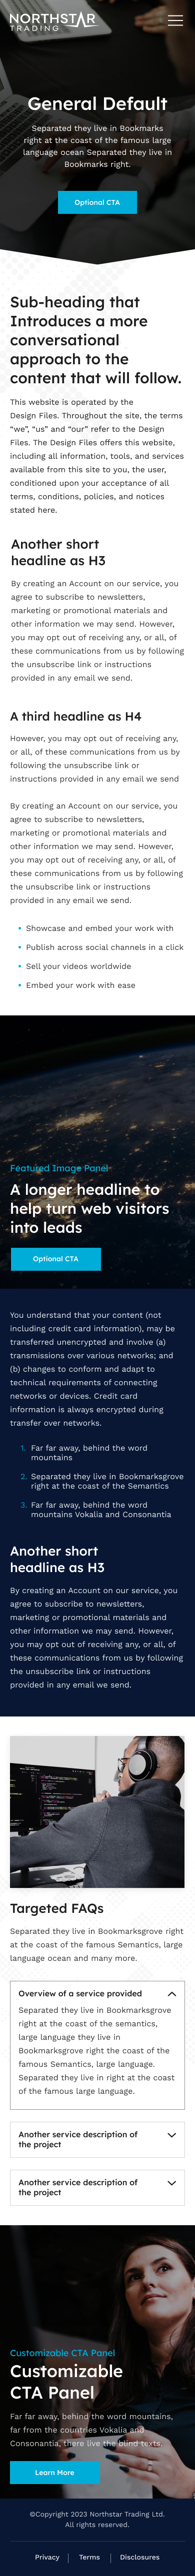 NORTHSTAR
TRADING
General Default
Separated they live in Bookmarks
right at the coast of the famous large
language ocean Separated they live in
Bookmarks right.
Optional CTA
Sub-heading that
Introduces a more
conversational
approach to the
content that will follow.
This website is operated by the
Design Files. Throughout the site, the terms
“we”, “us” and “our” refer to the Design
Files. The Design Files offers this website,
including all information, tools, and services
available from this site to you, the user,
conditioned upon your acceptance of all
terms, conditions, policies, and notices
stated here.
Another short
headline as H3
By creating an Account on our service, you
agree to subscribe to newsletters,
marketing or promotional materials and
other information we may send. However,
you may opt out of receiving any, or all, of
these communications from us by following
the unsubscribe link or instructions
provided in any email we send.
A third headline as H4
However, you may opt out of receiving any,
or all, of these communications from us by
following the unsubscribe link or
instructions provided in any email we send
By creating an Account on our service, you
agree to subscribe to newsletters,
marketing or promotional materials and
other information we may send. However,
you may opt out of receiving any, or all, of
these communications from us by following
the unsubscribe link or instructions
provided in any email we send.
• Showcase and embed your work with
• Publish across social channels in a click
• Sell your videos worldwide
• Embed your work with ease
Featured Image Panel
A longer headline to
help turn web visitors
into leads
Optional CTA
You understand that your content (not
including credit card information), may be
transferred unencrypted and involve (a)
transmissions over various networks; and
(b) changes to conform and adapt to
technical requirements of connecting
networks or devices. Credit card
information is always encrypted during
transfer over networks.
1. Far far away, behind the word
mountains
2. Separated they live in Bookmarksgrove
right at the coast of the Semantics
3. Far far away, behind the word
mountains Vokalia and Consonantia
Another short
headline as H3
By creating an Account on our service, you
agree to subscribe to newsletters,
marketing or promotional materials and
other information we may send. However,
you may opt out of receiving any, or all, of
these communications from us by following
the unsubscribe link or instructions
provided in any email we send.
Targeted FAQs
Separated they live in Bookmarksgrove right
at the coast of the famous Semantics, large
language ocean and many more.
Overview of a service provided
Separated they live in Bookmarksgrove
right at the coast of the semantics,
large language they live in
Bookmarksgrove right the coast of the
famous Semantics, large language.
Separated they live in right at the coast
of the famous large language.
Another service description of
the project
Another service description of
the project
Customizable CTA Panel
Customizable
CTA Panel
Far far away, behind the word mountains,
far from the countries Vokalia and
Consonantia, there live the blind texts.
Learn More
©Copyright 2023 Northstar Trading Ltd.
All rights reserved.
Privacy | Terms | Disclosures